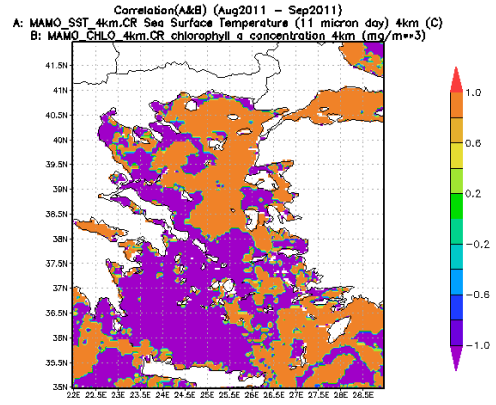 Correlation(A&B) (Aug2011 - Sep2011)
A: MAMO_SST_4km.CR Sea Surface Temperature (11 micron day) 4km (C)
B: MAMO_CHLO_4km.CR chlorophyll a concentration 4km (mg/m**3)
41.5N
41N
40.5N
40N
39.5N
39N
38.5N
38N
37.5N
37N
36.5N
36N
35.5N
35N
22E 22.5E 23E 23.5E 24E 24.5E 25E 25.5E 26E 26.5E 27E 27.5E 28E 28.5E
1.0
0.6
0.2
-0.2
-0.6
-1.0